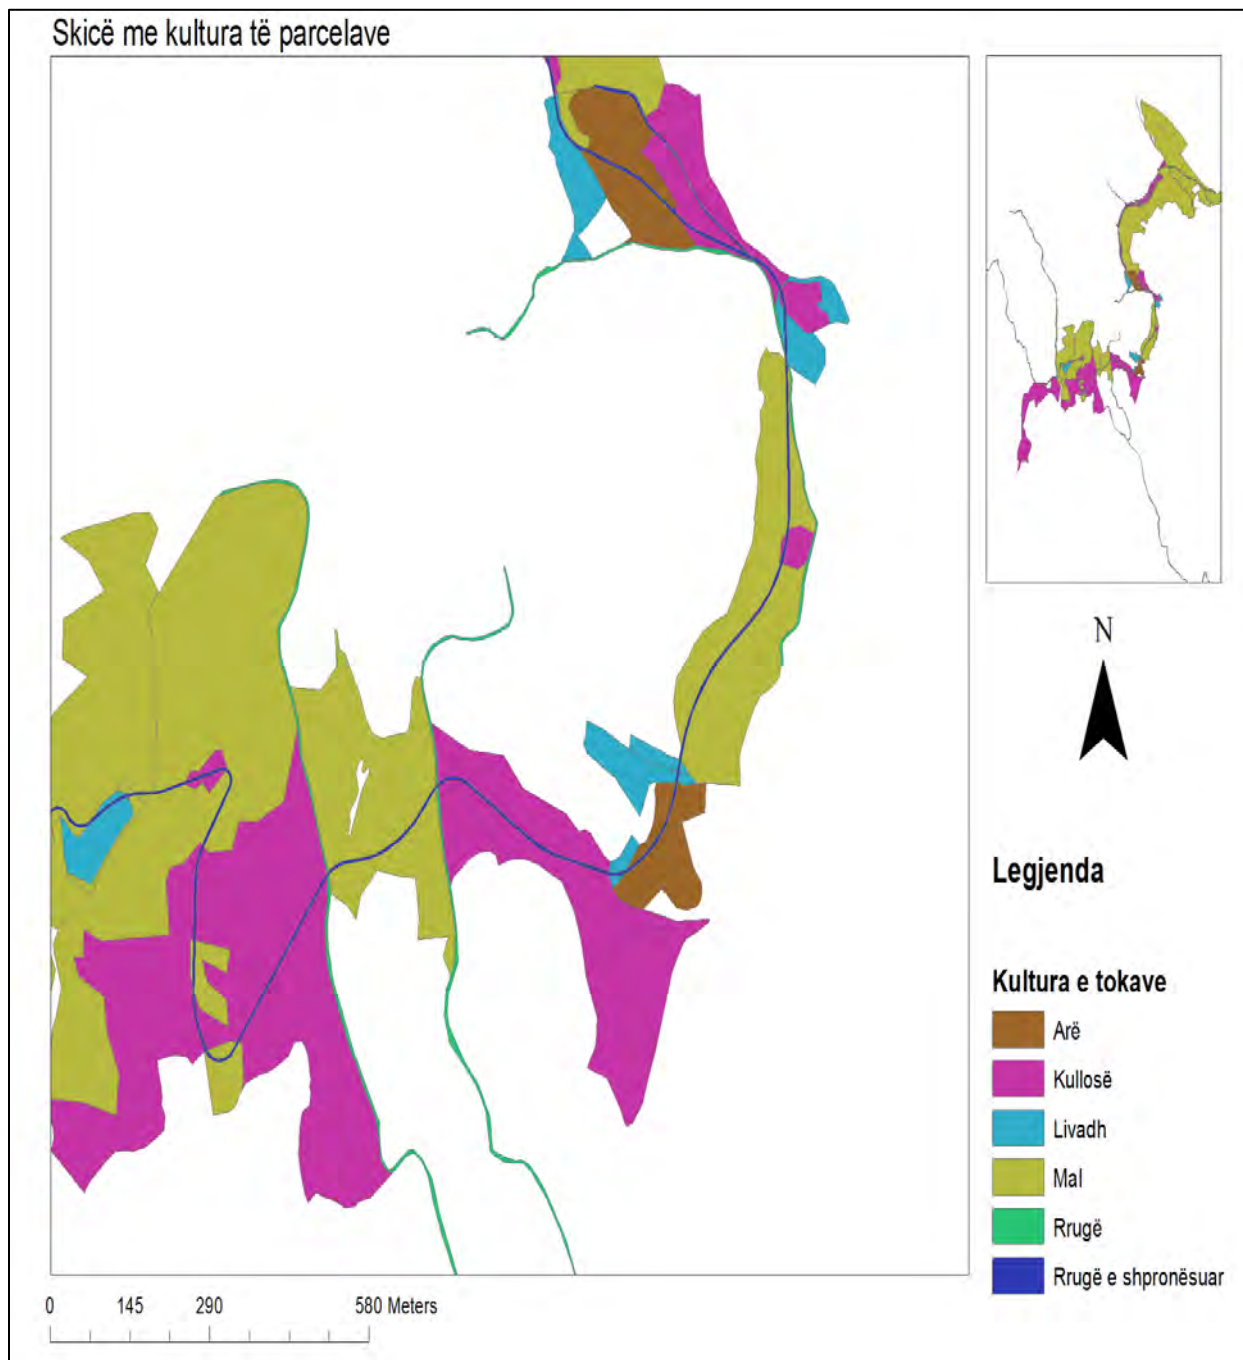 Skicë me kultura të parcelave
N
Legjenda
Kultura e tokave
Arë
Kullosë
Livadh
Mal
Rrugë
Rrugë e shpronësuar
0 145 290 580 Meters